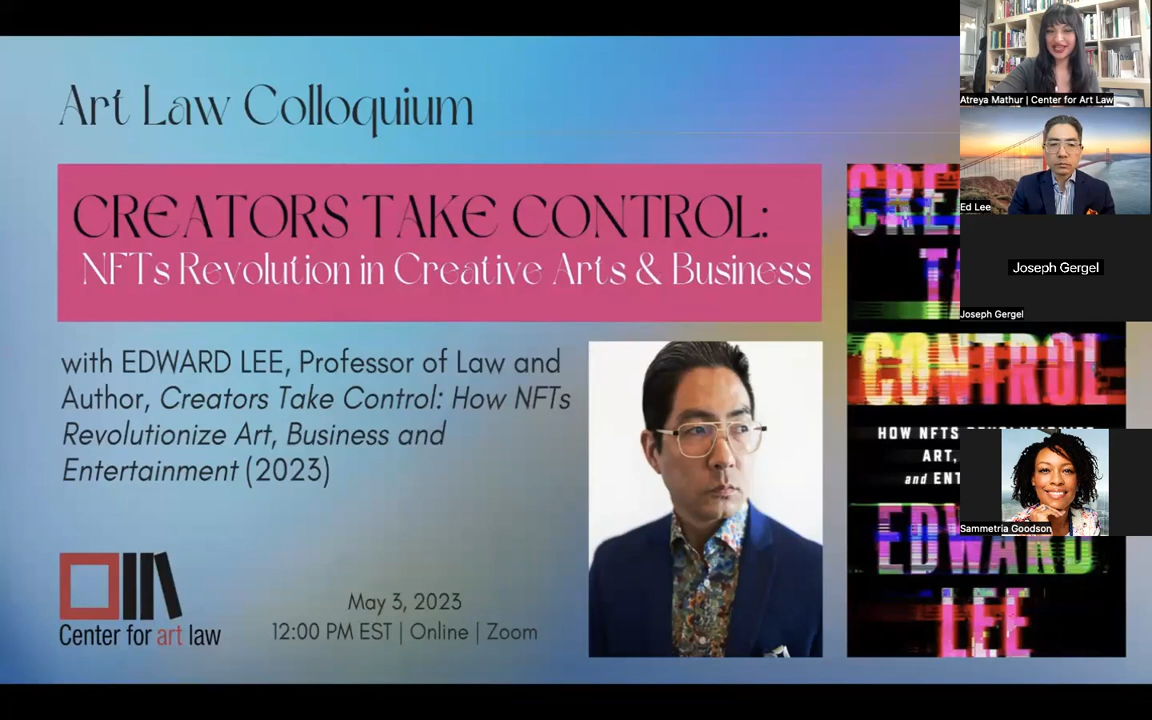 Art Law Colloquium
CREATORS TAKE CONTROL:
NFTs Revolution in Creative Arts & Business
with EDWARD LEE, Professor of Law and
Author, Creators Take Control: How NFTs
Revolutionize Art, Business and
Entertainment (2023)
Center for art law
May 3, 2023
12:00 PM EST | Online | Zoom
CONTROL
HOW NFTS
ART,
and
EDWARD
LEE
Atreya Mathur | Center for Art Law
Ed Lee
Joseph Gergel
Joseph Gergel
Sammetria Goodson